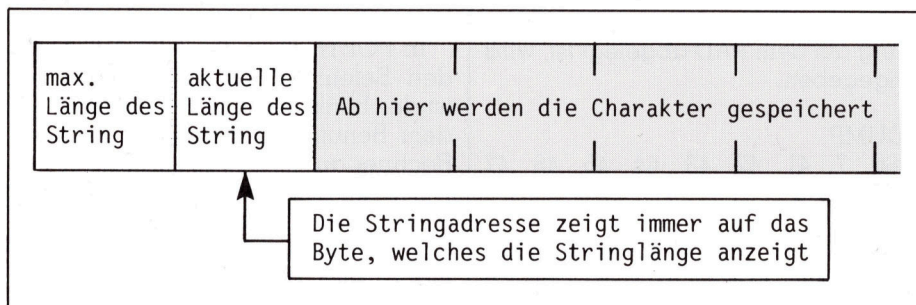 max.
Länge des
String
aktuelle
Länge des
String
Ab hier werden die Charakter gespeichert
Die Stringadresse zeigt immer auf das
Byte, welches die Stringlänge anzeigt